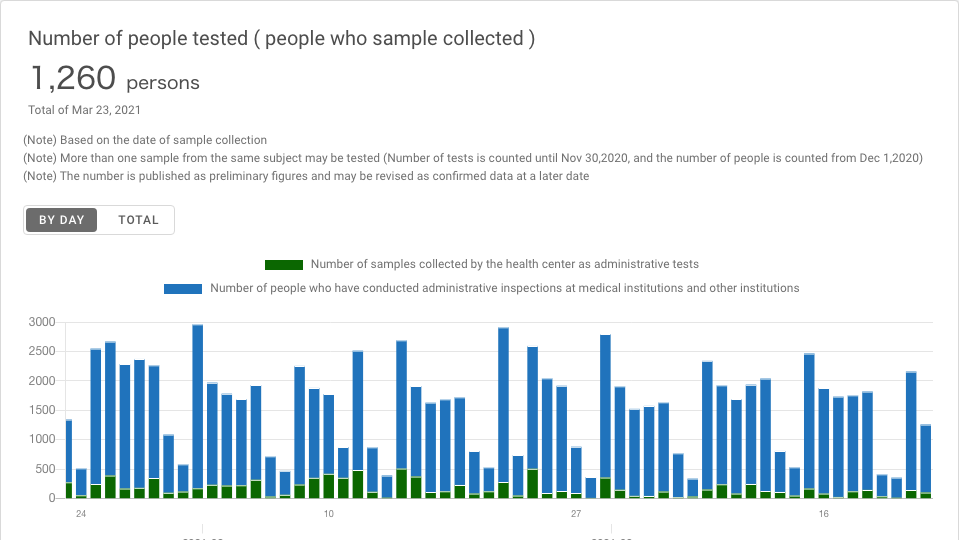 Number of people tested ( people who sample collected )
1,260 persons
Total of Mar 23, 2021
(Note) Based on the date of sample collection
(Note) More than one sample from the same subject may be tested (Number of tests is counted until Nov 30,2020, and the number of people is counted from Dec 1,2020)
(Note) The number is published as preliminary figures and may be revised as confirmed data at a later date
BY DAY TOTAL
Number of samples collected by the health center as administrative tests
Number of people who have conducted administrative inspections at medical institutions and other institutions
3000
2500
2000
1500
1000
500
0
24 10 27 16